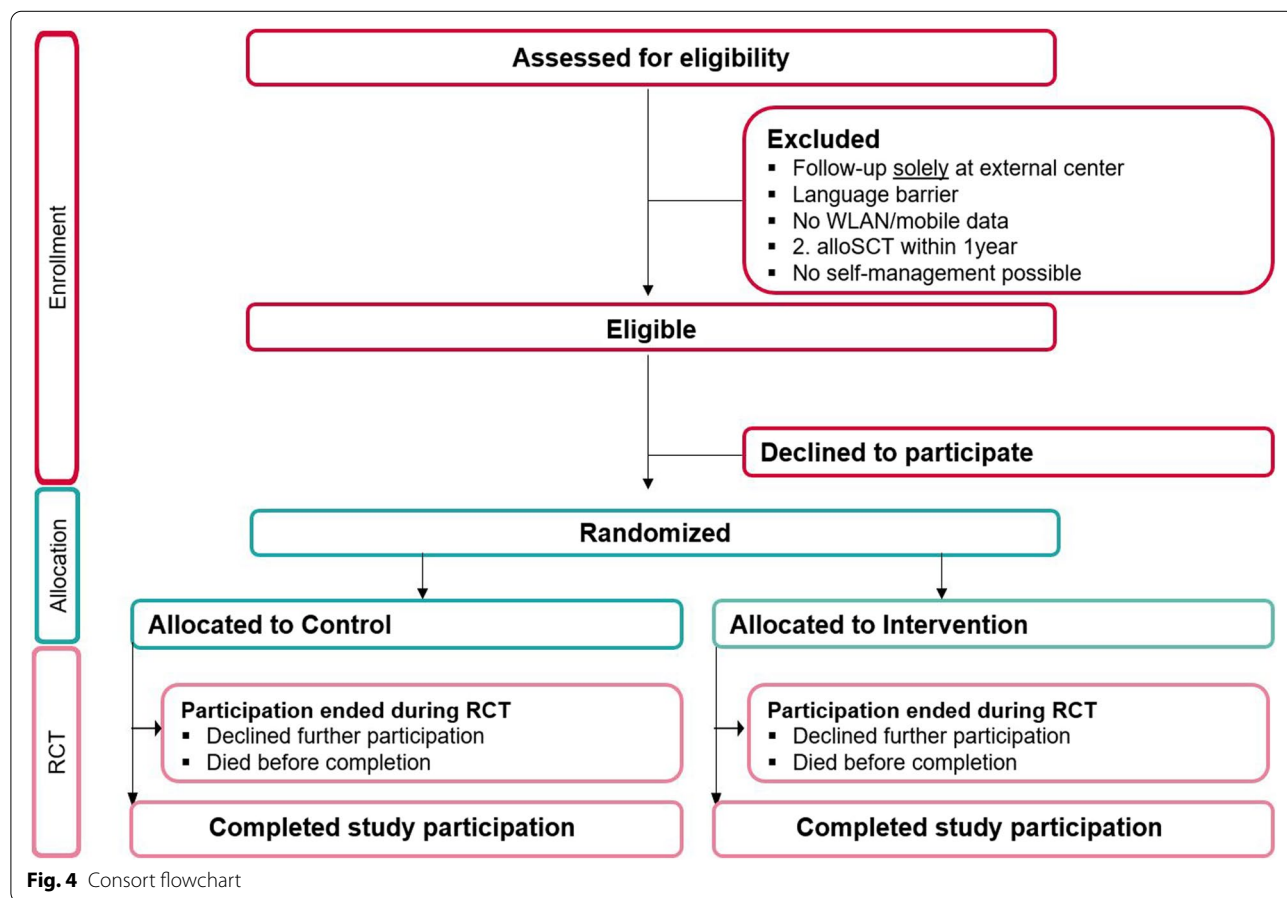 Assessed for eligibility
Excluded
▪ Follow-up solely at external center
▪ Language barrier
▪ No WLAN/mobile data
▪ 2. alloSCT within 1year
▪ No self-management possible
Enrollment
Eligible
Declined to participate
Allocation
Randomized
Allocated to Control
Allocated to Intervention
RCT
Participation ended during RCT
▪ Declined further participation
▪ Died before completion
Participation ended during RCT
▪ Declined further participation
▪ Died before completion
Completed study participation
Completed study participation
Fig. 4 Consort flowchart